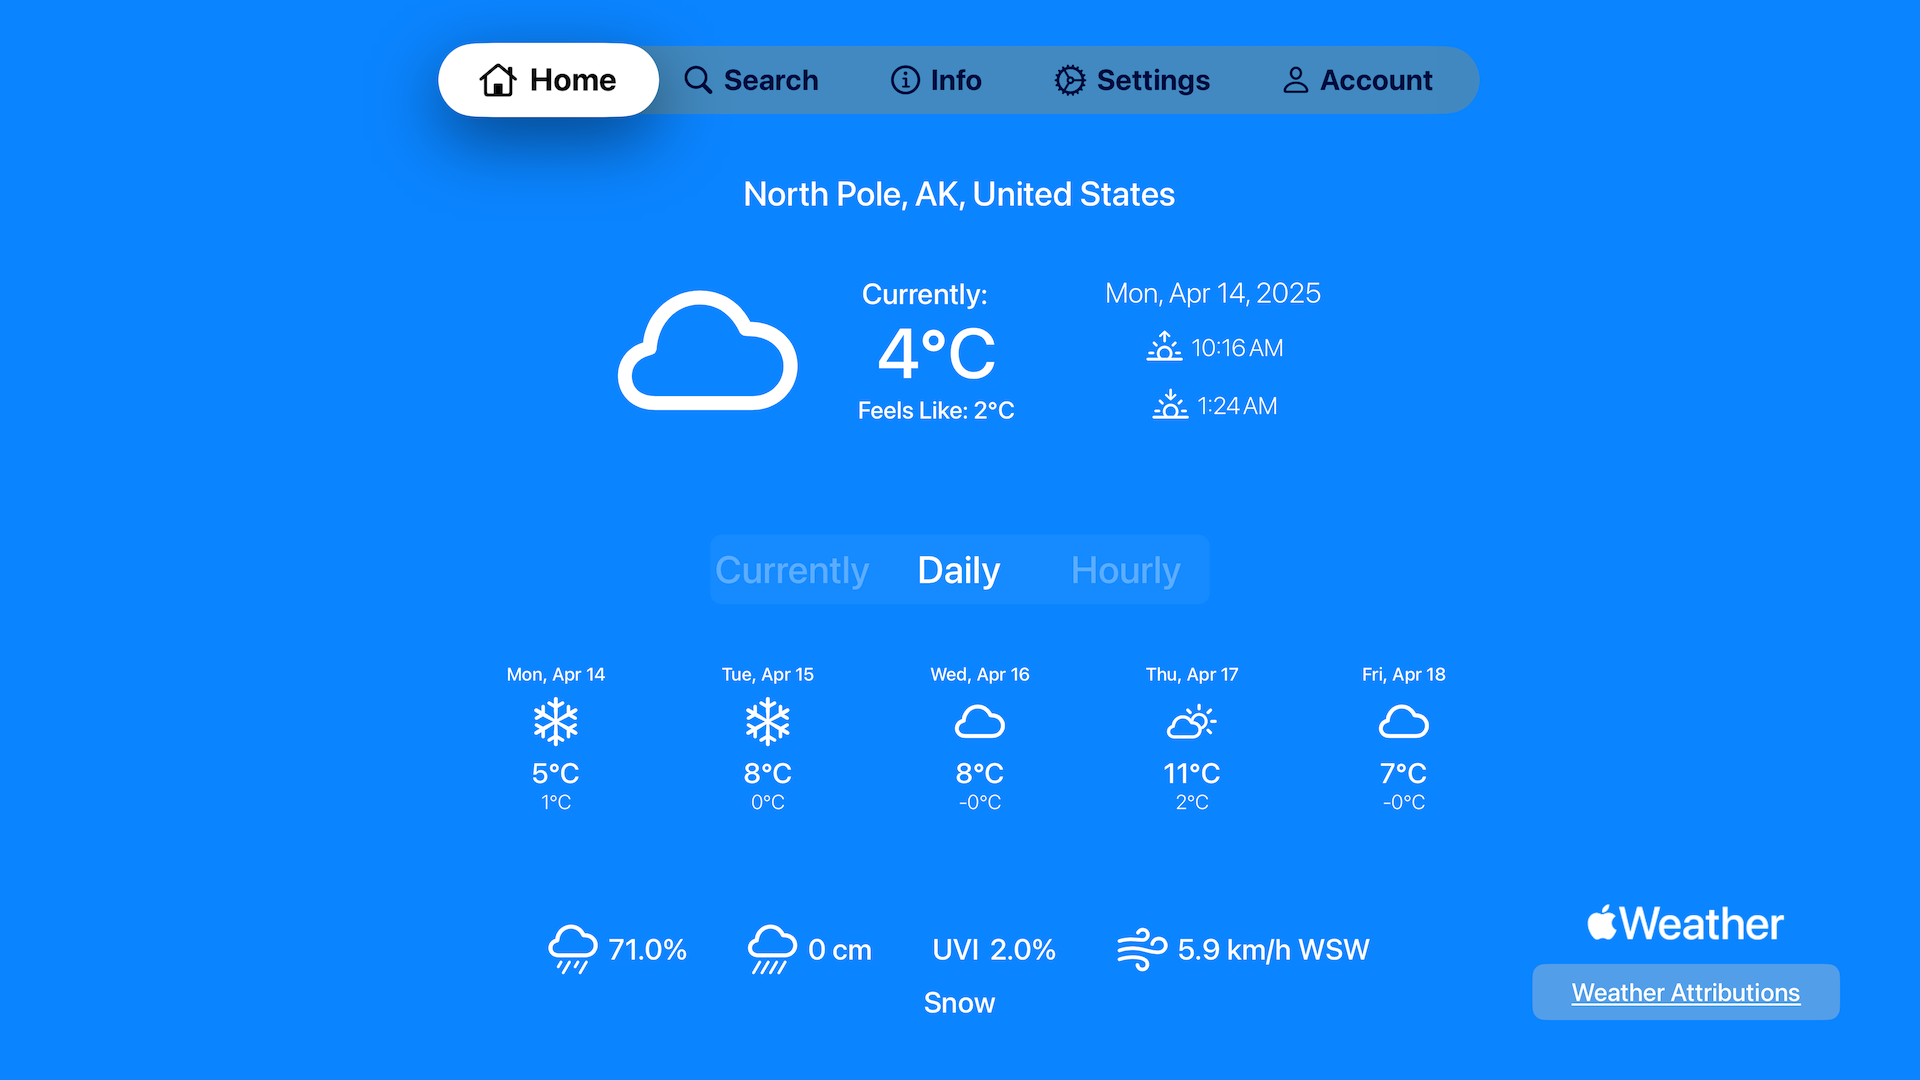 Home Search Info Settings Account
North Pole, AK, United States
Currently:
4°C
Feels Like: 2°C
Mon, Apr 14, 2025
10:16 AM
1:24 AM
Currently Daily Hourly
Mon, Apr 14 Tue, Apr 15 Wed, Apr 16 Thu, Apr 17 Fri, Apr 18
5°C 8°C 8°C 11°C 7°C
1°C 0°C -0°C 2°C -0°C
71.0% 0 cm UVI 2.0% 5.9 km/h WSW
Snow
Weather
Weather Attributions